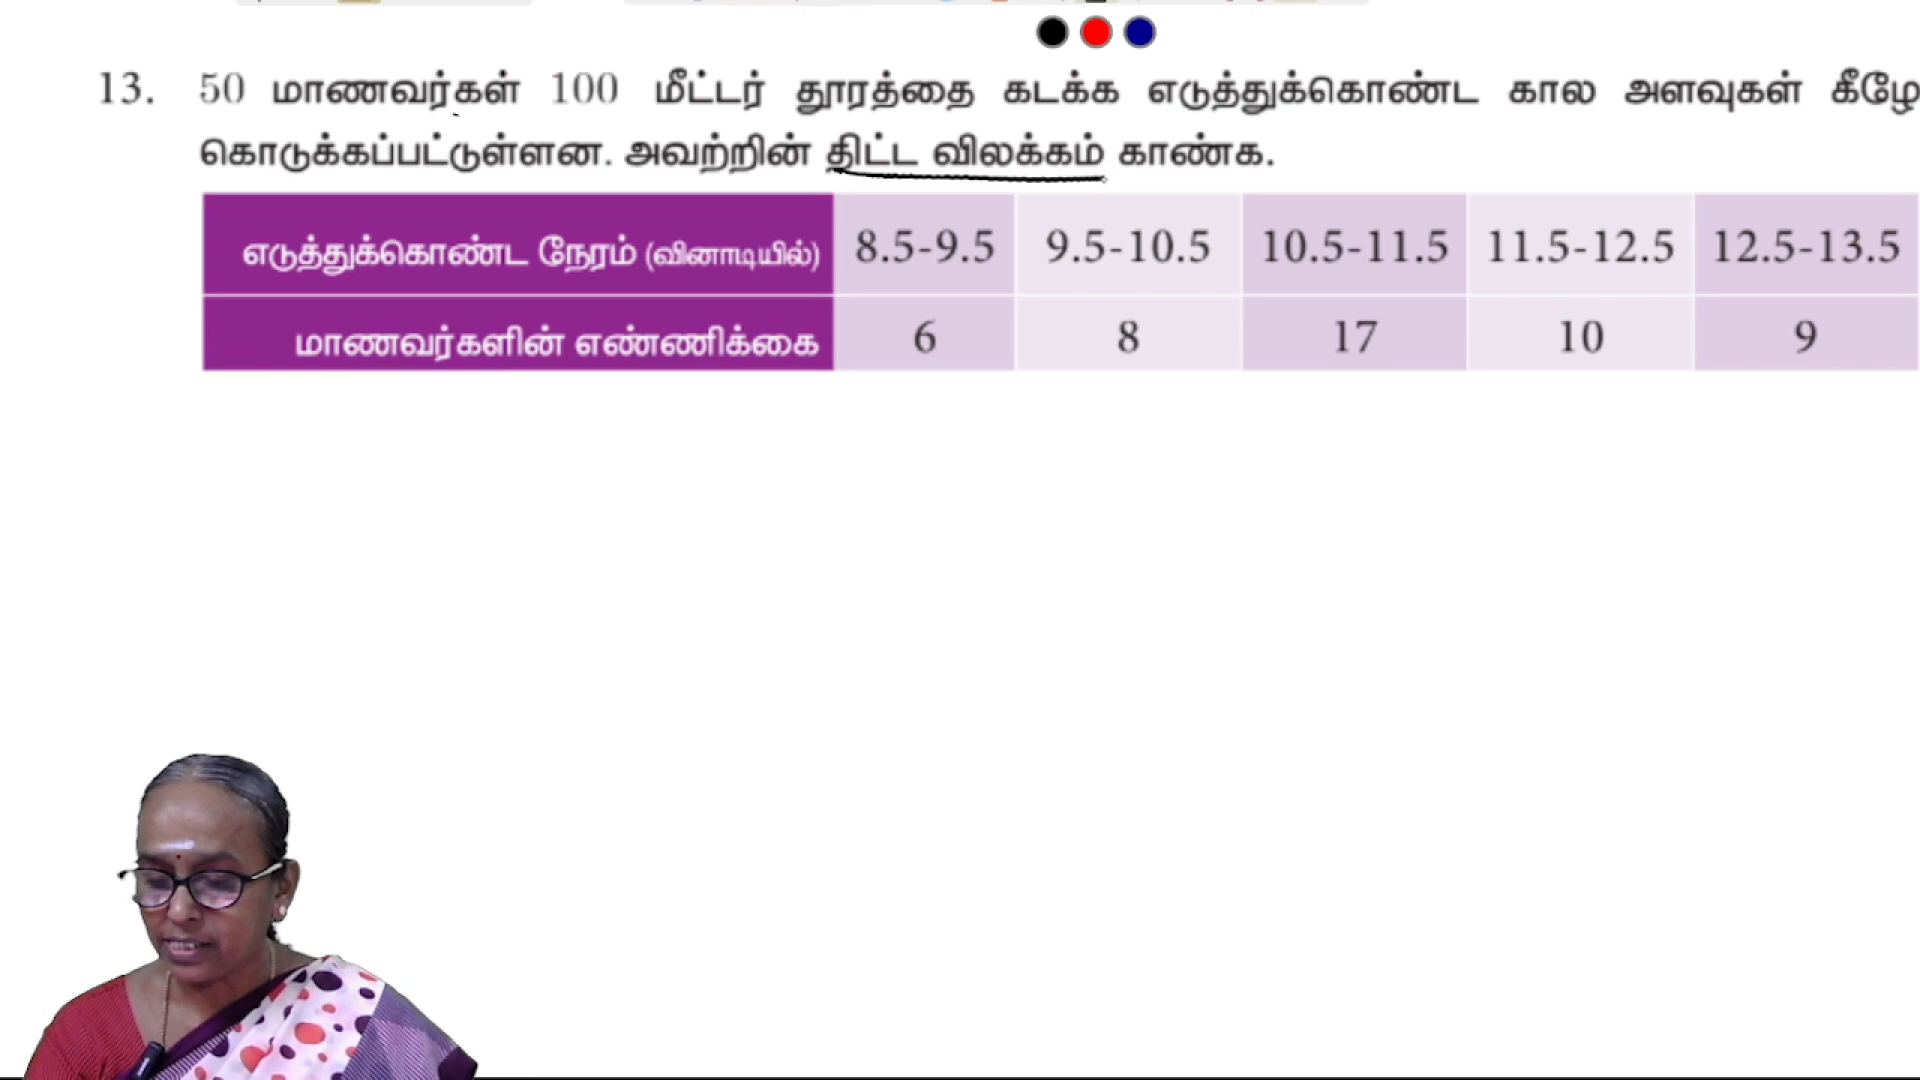 13. 50 மாணவர்கள் 100 மீட்டர் தூரத்தை கடக்க எடுத்துக்கொண்ட கால அளவுகள் கீழே
கொடுக்கப்பட்டுள்ளன. அவற்றின் திட்ட விலக்கம் காண்க.
எடுத்துக்கொண்ட நேரம் (வினாடியில்) 8.5-9.5 9.5-10.5 10.5-11.5 11.5-12.5 12.5-13.5
மாணவர்களின் எண்ணிக்கை 6 8 17 10 9